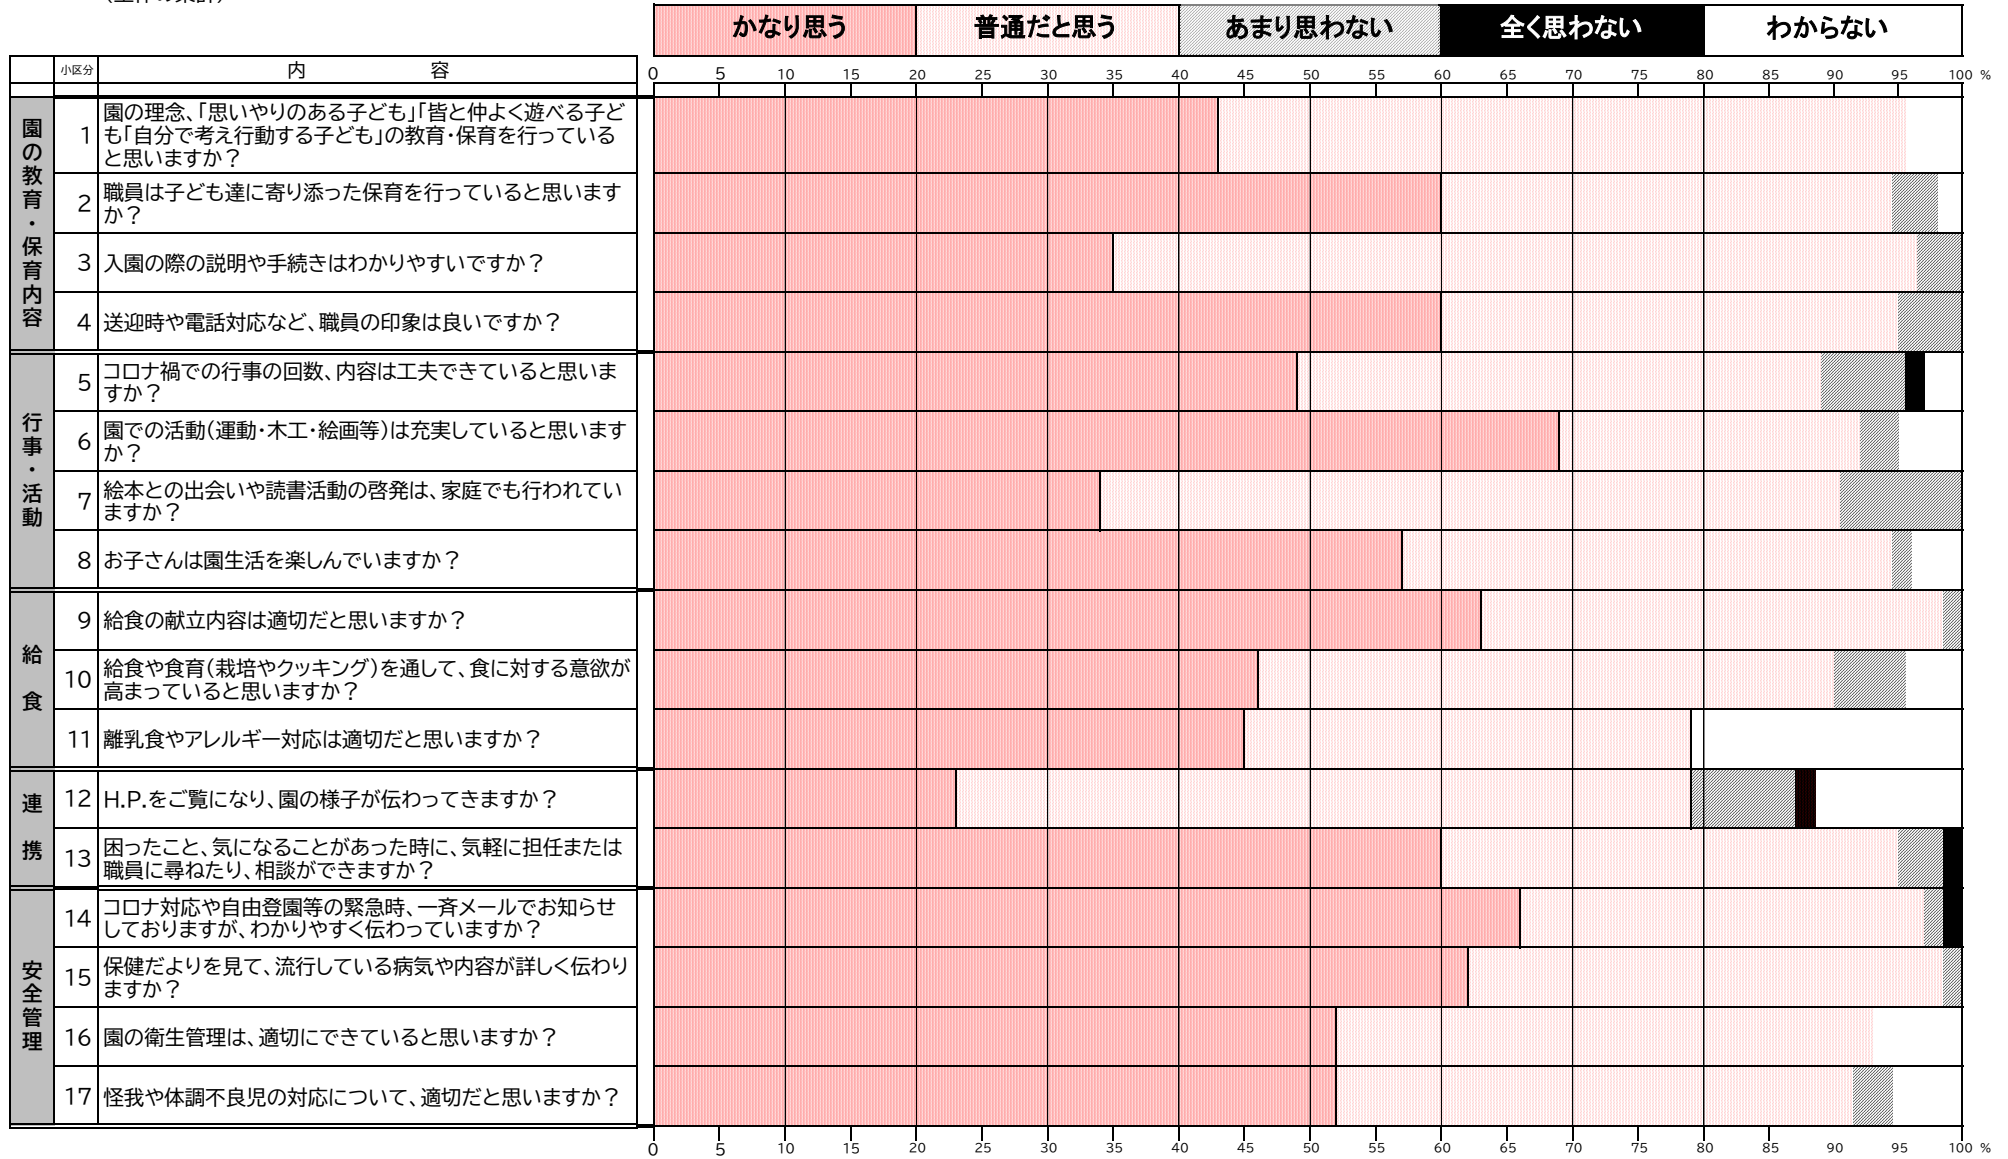 かなり思う 普通だと思う あまり思わない 全く思わない わからない
小区分 内 容 0 5 10 15 20 25 30 35 40 45 50 55 60 65 70 75 80 85 90 95 100 %
園の教育・保育内容
1 園の理念、「思いやりのある子ども」「皆と仲よく遊べる子ど
も「自分で考え行動する子ども」の教育・保育を行っている
と思いますか？
2 職員は子ども達に寄り添った保育を行っていると思います
か？
3 入園の際の説明や手続きはわかりやすいですか？
4 送迎時や電話対応など、職員の印象は良いですか？
行事・活動
5 コロナ禍での行事の回数、内容は工夫できていると思いま
すか？
6 園での活動（運動・木工・絵画等）は充実していると思います
か？
7 絵本との出会いや読書活動の啓発は、家庭でも行われてい
ますか？
8 お子さんは園生活を楽しんでいますか？
給食
9 給食の献立内容は適切だと思いますか？
10 給食や食育（栽培やクッキング）を通して、食に対する意欲が
高まっていると思いますか？
11 離乳食やアレルギー対応は適切だと思いますか？
連携
12 H.P.をご覧になり、園の様子が伝わってきますか？
13 困ったこと、気になることがあった時に、気軽に担任または
職員に尋ねたり、相談ができますか？
安全管理
14 コロナ対応や自由登園等の緊急時、一斉メールでお知らせ
しておりますが、わかりやすく伝わっていますか？
15 保健だよりを見て、流行している病気や内容が詳しく伝わり
ますか？
16 園の衛生管理は、適切にできていると思いますか？
17 怪我や体調不良児の対応について、適切だと思いますか？
0 5 10 15 20 25 30 35 40 45 50 55 60 65 70 75 80 85 90 95 100 %